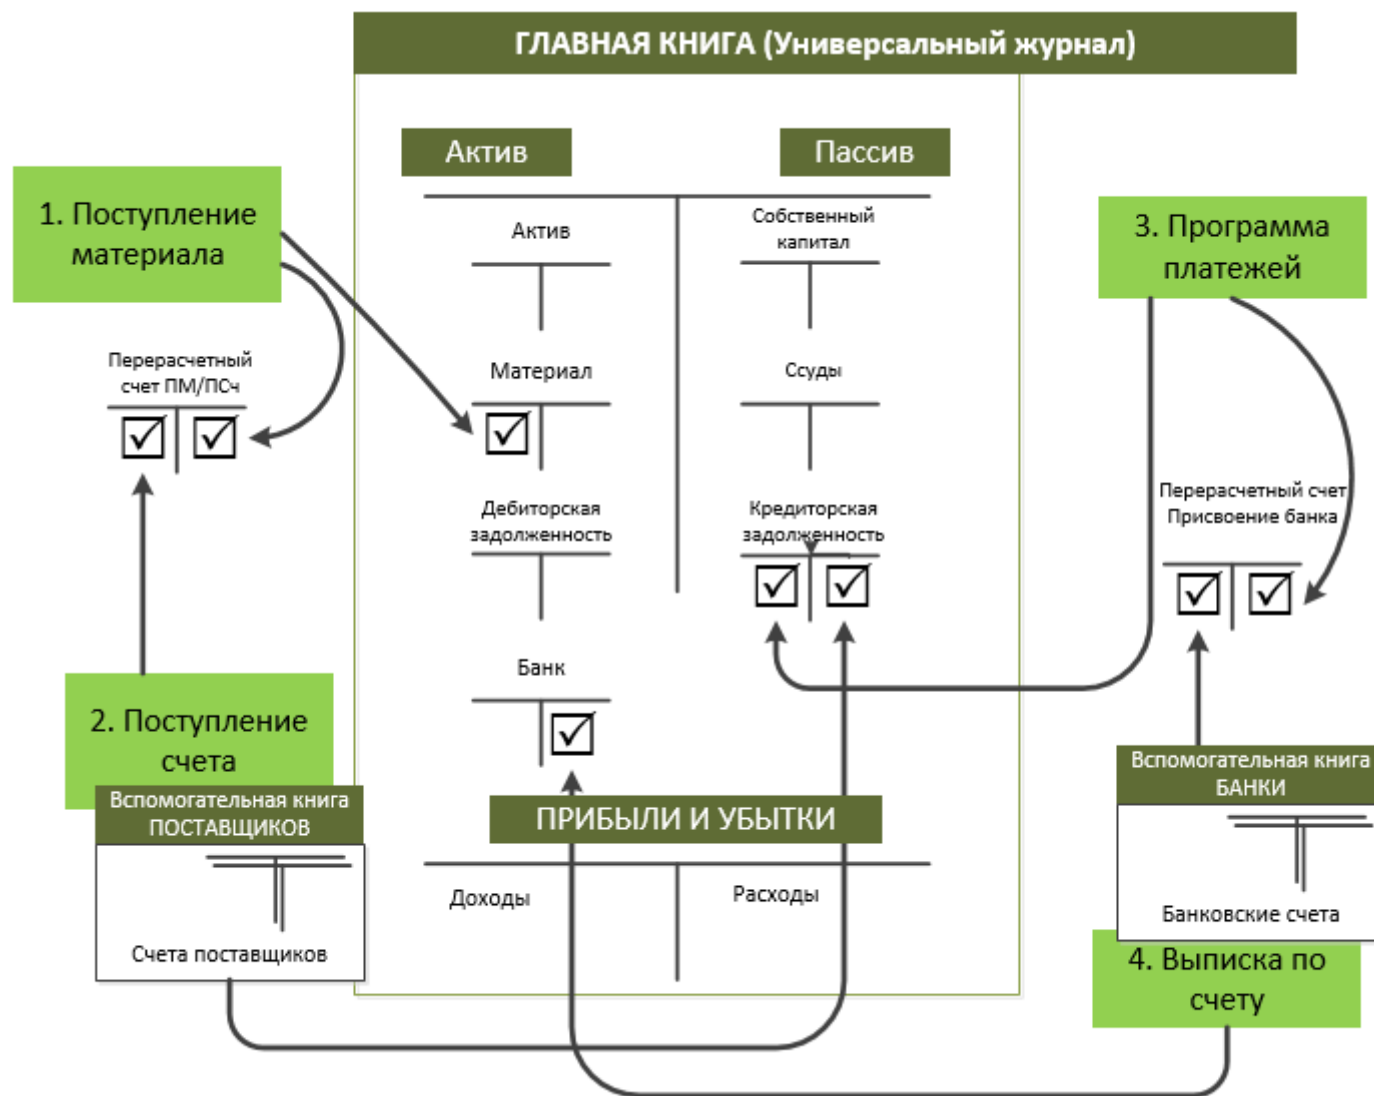 ГЛАВНАЯ КНИГА (Универсальный журнал)
Актив
Пассив
1. Поступление
материала
Актив
Собственный
капитал
3. Программа
платежей
Перерасчетный
счет ПМ/ПСч
Материал
Ссуды
Дебиторская
задолженность
Кредиторская
задолженность
Перерасчетный счет
Присвоение банка
Банк
2. Поступление
счета
Вспомогательная книга
ПОСТАВЩИКОВ
Счета поставщиков
ПРИБЫЛИ И УБЫТКИ
Доходы
Расходы
Вспомогательная книга
БАНКИ
Банковские счета
4. Выписка по
счету